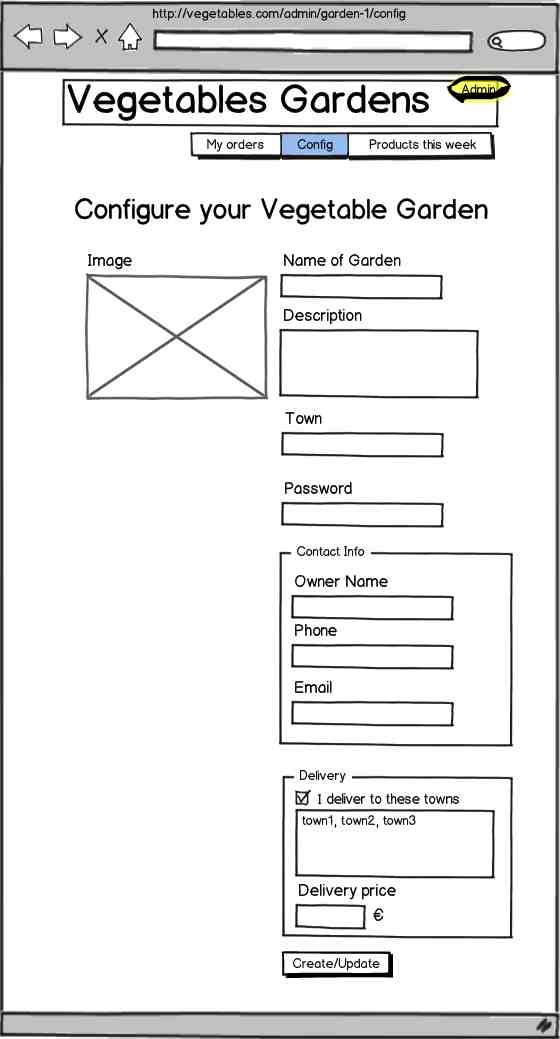 http://vegetables.com/admin/garden-1/config
Vegetables Gardens
Admin
My orders
Config
Products this week
Configure your Vegetable Garden
Image
Name of Garden
Description
Town
Password
Contact Info
Owner Name
Phone
Email
Delivery
I deliver to these towns
town1, town2, town3
Delivery price
€
Create/Update